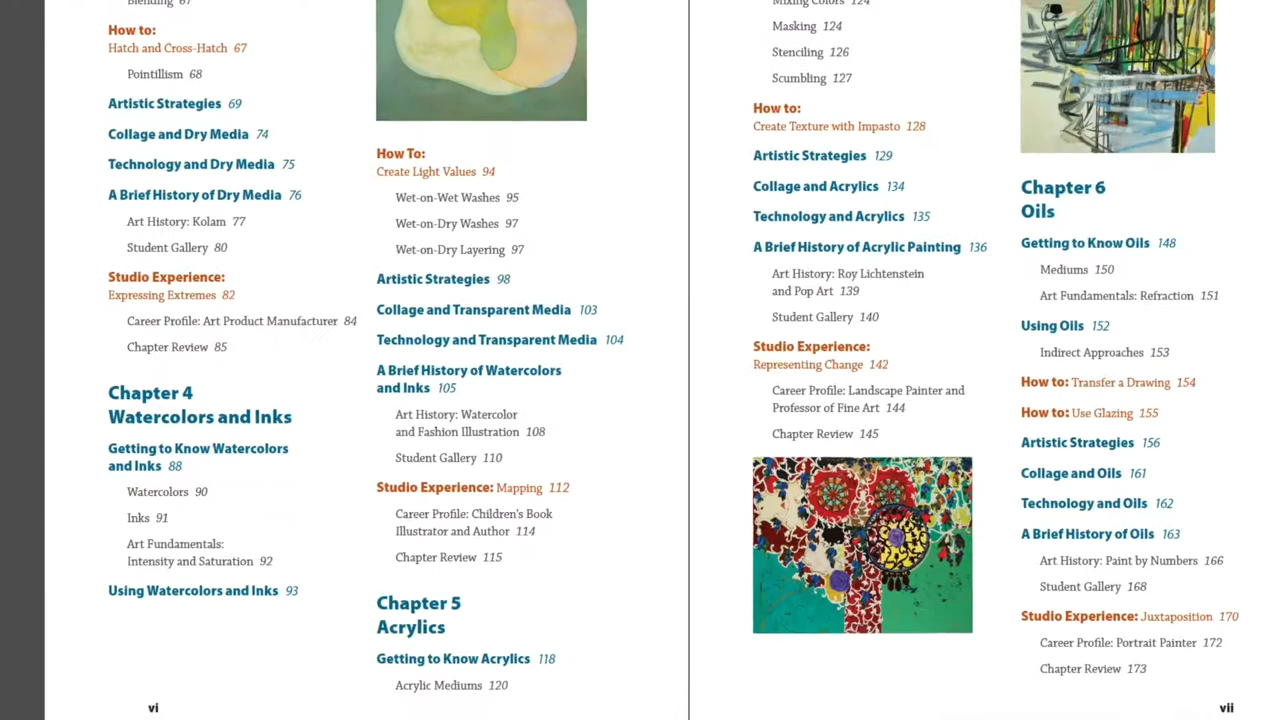 Blending 67
How to:
Hatch and Cross-Hatch 67
Pointillism 68
Artistic Strategies 69
Collage and Dry Media 74
Technology and Dry Media 75
A Brief History of Dry Media 76
Art History: Kolam 77
Student Gallery 80
Studio Experience:
Expressing Extremes 82
Career Profile: Art Product Manufacturer 84
Chapter Review 85
Chapter 4
Watercolors and Inks
Getting to Know Watercolors
and Inks 88
Watercolors 90
Inks 91
Art Fundamentals:
Intensity and Saturation 92
Using Watercolors and Inks 93
vi
How To:
Create Light Values 94
Wet-on-Wet Washes 95
Wet-on-Dry Washes 97
Wet-on-Dry Layering 97
Artistic Strategies 98
Collage and Transparent Media 103
Technology and Transparent Media 104
A Brief History of Watercolors
and Inks 105
Art History: Watercolor
and Fashion Illustration 108
Student Gallery 110
Studio Experience: Mapping 112
Career Profile: Children's Book
Illustrator and Author 114
Chapter Review 115
Chapter 5
Acrylics
Getting to Know Acrylics 118
Acrylic Mediums 120
Mixing Colors 124
Masking 124
Stenciling 126
Scumbling 127
How to:
Create Texture with Impasto 128
Artistic Strategies 129
Collage and Acrylics 134
Technology and Acrylics 135
A Brief History of Acrylic Painting 136
Art History: Roy Lichtenstein
and Pop Art 139
Student Gallery 140
Studio Experience:
Representing Change 142
Career Profile: Landscape Painter and
Professor of Fine Art 144
Chapter Review 145
Chapter 6
Oils
Getting to Know Oils 148
Mediums 150
Art Fundamentals: Refraction 151
Using Oils 152
Indirect Approaches 153
How to: Transfer a Drawing 154
How to: Use Glazing 155
Artistic Strategies 156
Collage and Oils 161
Technology and Oils 162
A Brief History of Oils 163
Art History: Paint by Numbers 166
Student Gallery 168
Studio Experience: Juxtaposition 170
Career Profile: Portrait Painter 172
Chapter Review 173
vii